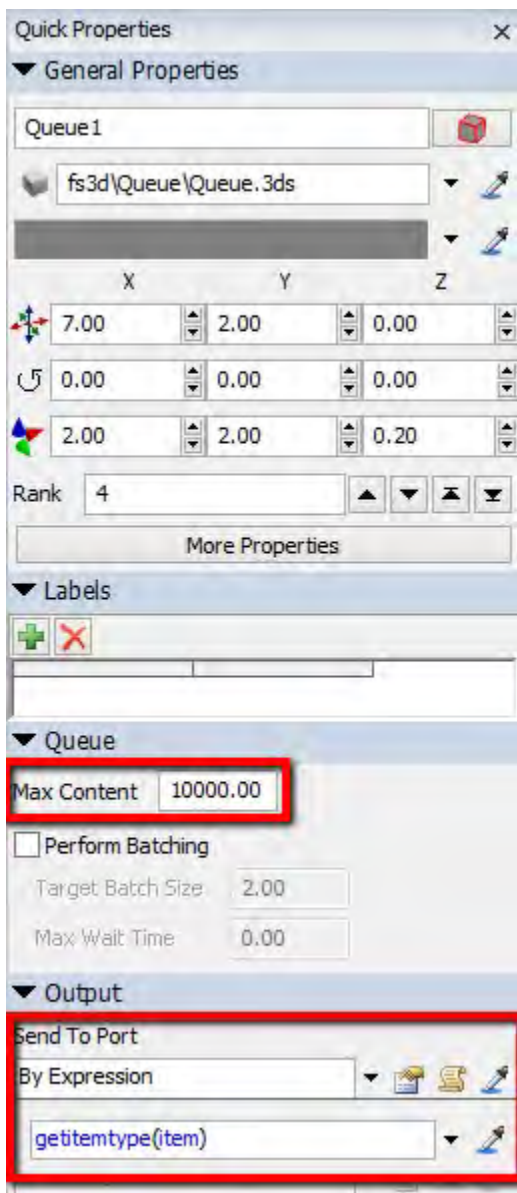 Quick Properties
General Properties
Queue1
fs3d\Queue\Queue.3ds
X Y Z
7.00 2.00 0.00
0.00 0.00 0.00
2.00 2.00 0.20
Rank 4
More Properties
Labels
Queue
Max Content 10000.00
Perform Batching
Target Batch Size 2.00
Max Wait Time 0.00
Output
Send To Port
By Expression
getitemtype(item)